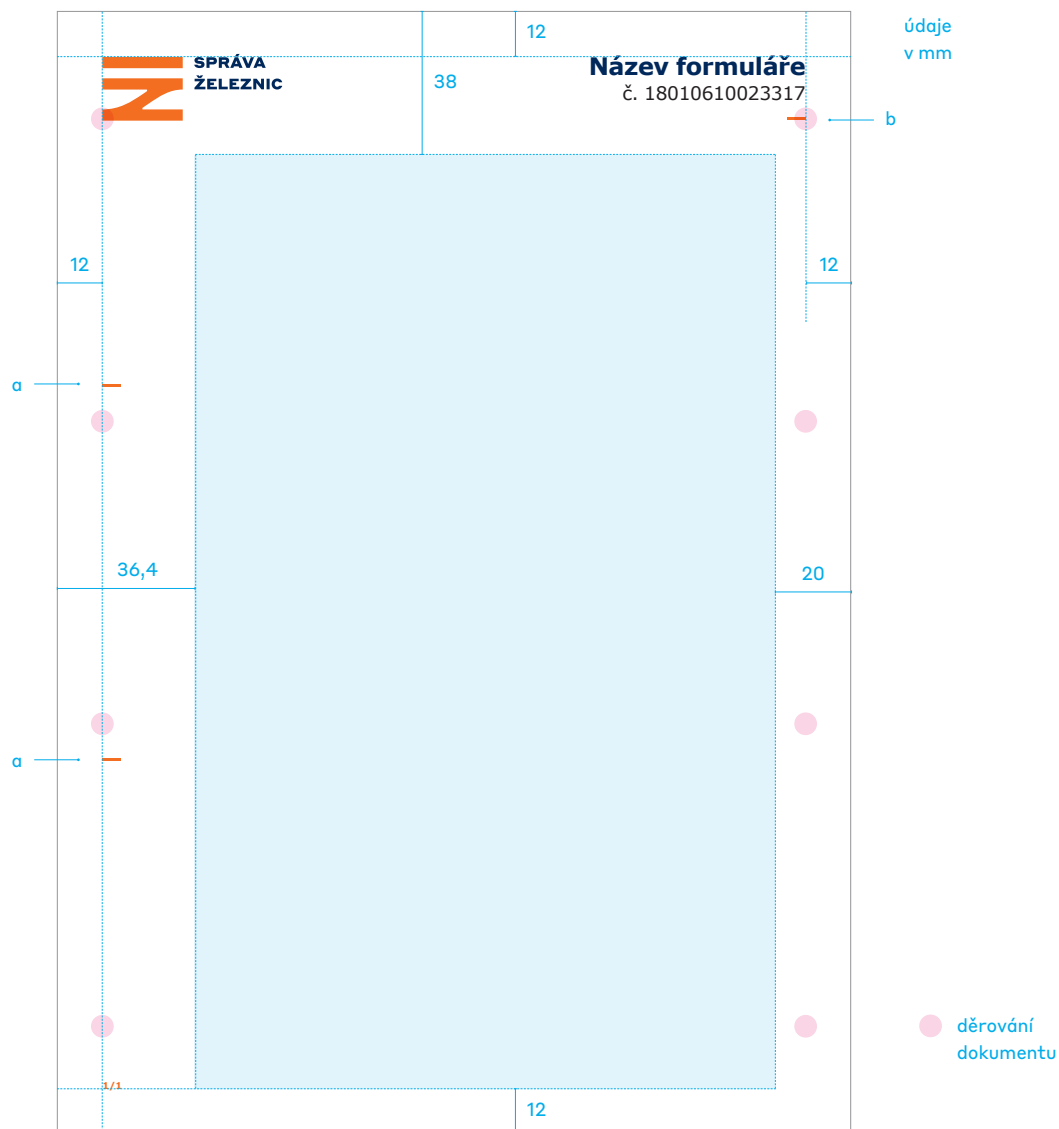 12
údaje
v mm
SPRÁVA
ŽELEZNIC
38
Název formuláře
č. 18010610023317
b
12
12
a
36,4
20
a
děrování
dokumentu
1/1
12